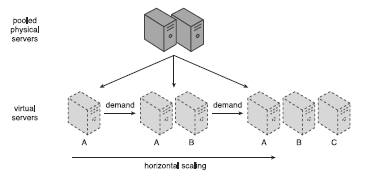 pooled
physical
servers
virtual
servers
demand
demand
A
A
B
A
B
C
horizontal scaling